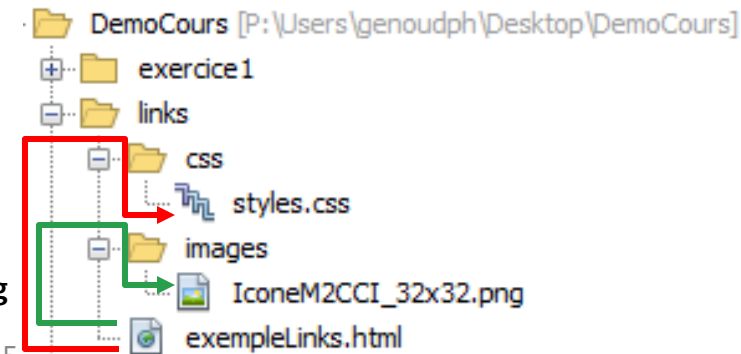 DemoCours [P:\Users\genoudph\Desktop\DemoCours]
exercice1
links
css
styles.css
images
g IconeM2CCI_32x32.png
exempleLinks.html